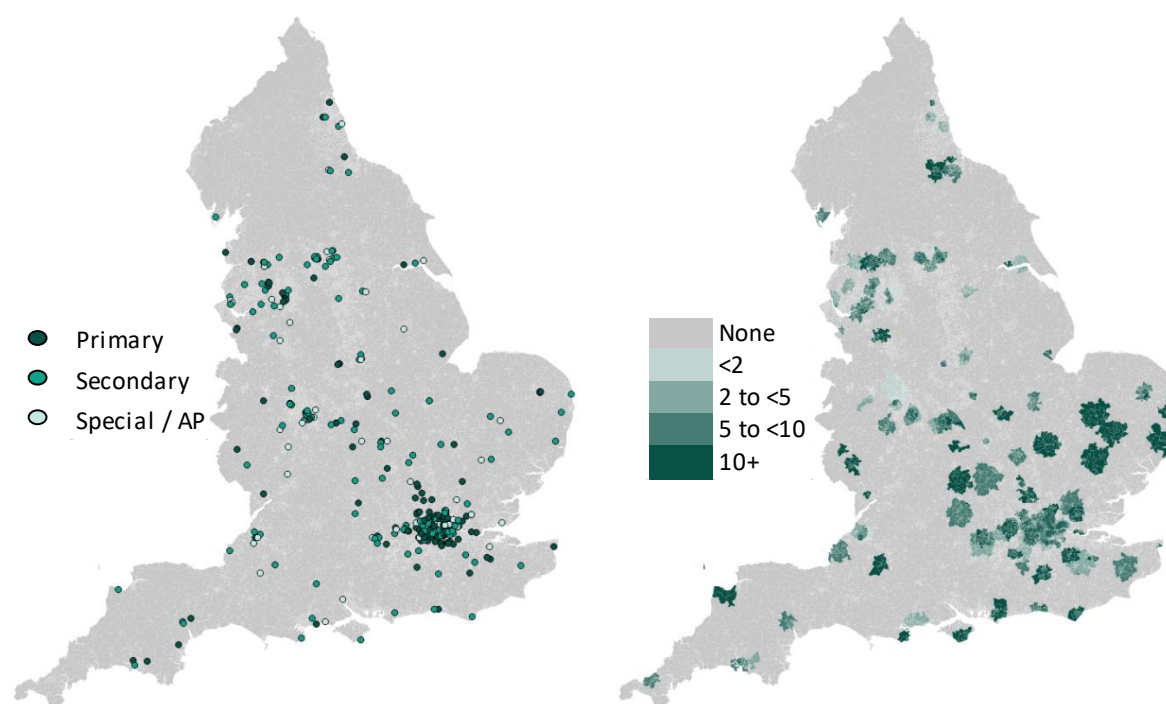 Primary
Secondary
Special / AP
None
<2
2 to <5
5 to <10
10+